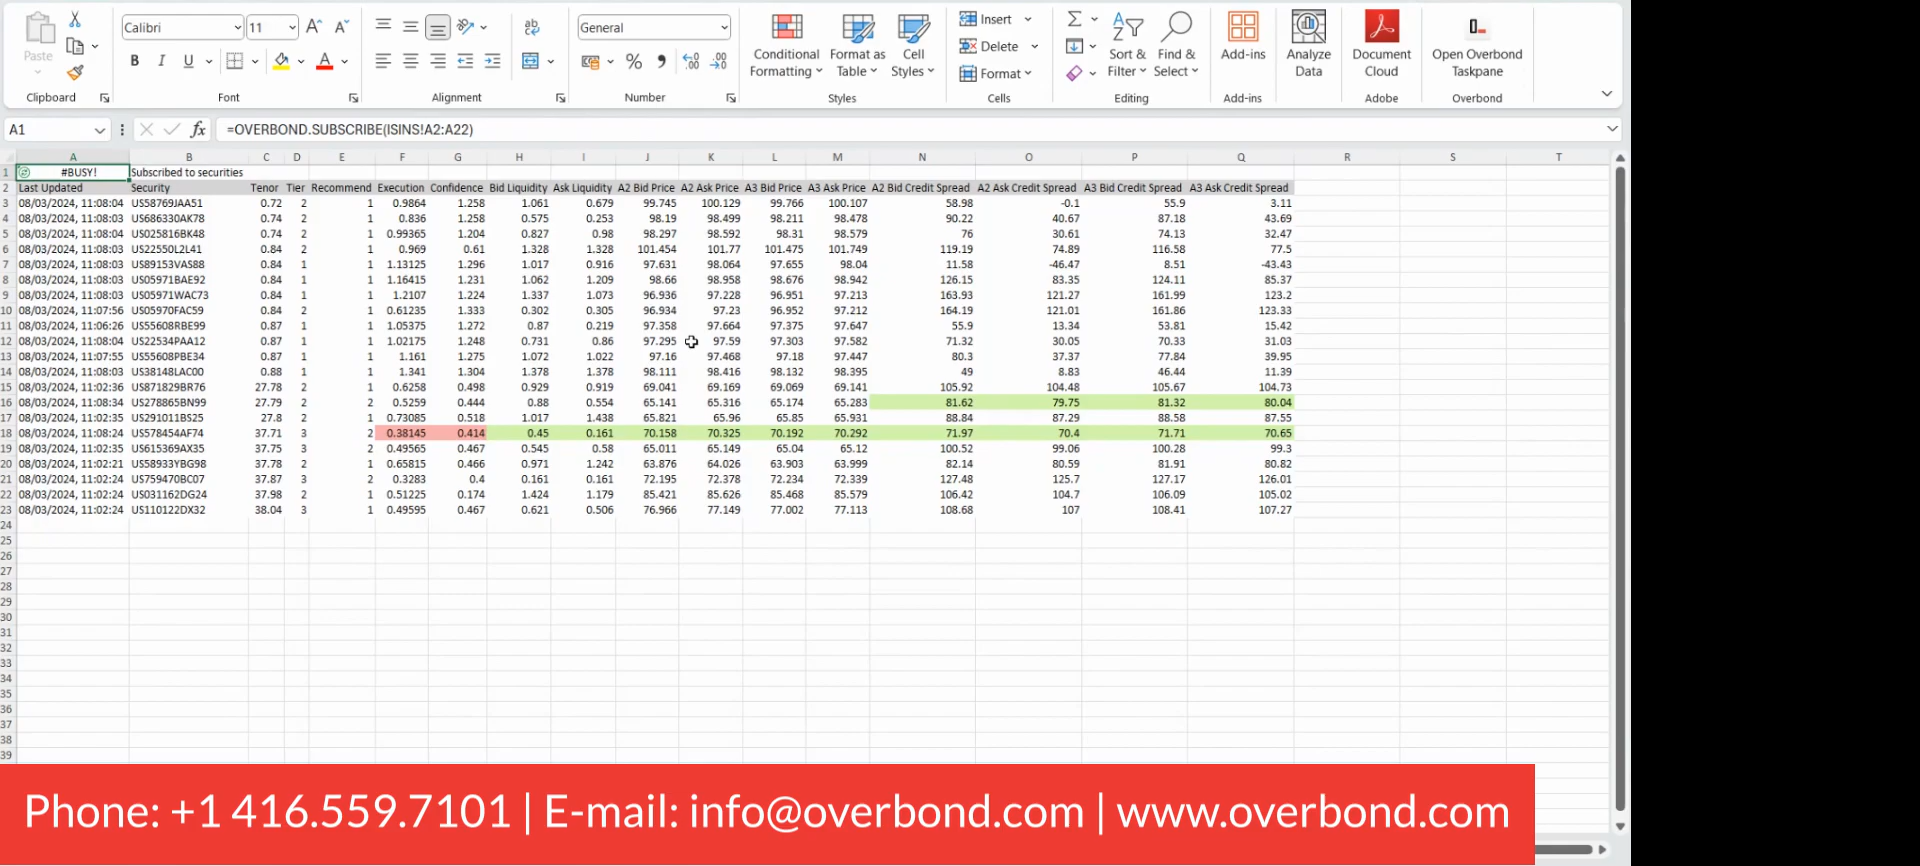 Calibri 11 A^ Aˇ General
Paste Conditional Formatting Format as Table Cell Styles Insert Delete Format Sort & Filter Find & Select Add-ins Analyze Data Document Cloud Open Overbond Taskpane
B I U A % ,
Clipboard Font Alignment Number Styles Cells Editing Add-ins Adobe Overbond
A1 fx =OVERBOND.SUBSCRIBE(ISINS!A2:A22)
A B C D E F G H I J K L M N O P Q R S T
1 #BUSY! Subscribed to securities
2 Last Updated Security Tenor Tier Recommend Execution Confidence Bid Liquidity Ask Liquidity A2 Bid Price A2 Ask Price A3 Bid Price A3 Ask Price A2 Bid Credit Spread A2 Ask Credit Spread A3 Bid Credit Spread A3 Ask Credit Spread
3 08/03/2024, 11:08:04 US58769JAA51 0.72 2 1 0.9864 1.258 1.061 0.679 99.745 100.129 99.766 100.107 58.98 -0.1 55.9 3.11
4 08/03/2024, 11:08:03 US686330AK78 0.74 2 1 0.836 1.258 0.575 0.253 98.19 98.499 98.211 98.478 90.22 40.67 87.18 43.69
5 08/03/2024, 11:08:04 US025816BK48 0.74 2 1 0.99365 1.204 0.827 0.98 98.297 98.592 98.31 98.579 76 30.61 74.13 32.47
6 08/03/2024, 11:08:03 US22550L2L41 0.84 2 1 0.969 0.61 1.328 1.328 101.454 101.77 101.475 101.749 119.19 74.89 116.58 77.5
7 08/03/2024, 11:08:03 US89153VAS88 0.84 1 1 1.13125 1.296 1.017 0.916 97.631 98.064 97.655 98.04 11.58 -46.47 8.51 -43.43
8 08/03/2024, 11:08:03 US05971BAE92 0.84 1 1 1.16415 1.231 1.062 1.209 98.66 98.958 98.676 98.942 126.15 83.35 124.11 85.37
9 08/03/2024, 11:08:03 US05971WAC73 0.84 1 1 1.2107 1.224 1.337 1.073 96.936 97.228 96.951 97.213 163.93 121.27 161.99 123.2
10 08/03/2024, 11:07:56 US05970FAC59 0.84 2 1 0.61235 1.333 0.302 0.305 96.934 97.23 96.952 97.212 164.19 121.01 161.86 123.33
11 08/03/2024, 11:06:26 US55608RBE99 0.87 1 1 1.05375 1.272 0.87 0.219 97.358 97.664 97.375 97.647 55.9 13.34 53.81 15.42
12 08/03/2024, 11:08:04 US22534PAA12 0.87 1 1 1.02175 1.248 0.731 0.86 97.295 97.59 97.303 97.582 71.32 30.05 70.33 31.03
13 08/03/2024, 11:07:55 US55608PBE34 0.87 1 1 1.161 1.275 1.072 1.022 97.16 97.468 97.18 97.447 80.3 37.37 77.84 39.95
14 08/03/2024, 11:08:03 US38148LAC00 0.88 1 1 1.341 1.304 1.378 1.378 98.111 98.416 98.132 98.395 49 8.83 46.44 11.39
15 08/03/2024, 11:02:36 US871829BR76 27.78 2 1 0.6258 0.498 0.929 0.919 69.041 69.169 69.069 69.141 105.92 104.48 105.67 104.73
16 08/03/2024, 11:08:34 US278865BN99 27.79 2 2 0.5259 0.444 0.88 0.554 65.141 65.316 65.174 65.283 81.62 79.75 81.32 80.04
17 08/03/2024, 11:02:35 US291011BS25 27.8 2 1 0.73085 0.518 1.017 1.438 65.821 65.96 65.85 65.931 88.84 87.29 88.58 87.55
18 08/03/2024, 11:08:24 US578454AF74 37.71 3 2 0.38145 0.414 0.45 0.161 70.158 70.325 70.192 70.292 71.97 70.4 71.71 70.65
19 08/03/2024, 11:02:35 US615369AX35 37.75 3 2 0.49565 0.467 0.545 0.58 65.011 65.149 65.04 65.12 100.52 99.06 100.28 99.3
20 08/03/2024, 11:02:21 US58933YBG98 37.78 2 1 0.65815 0.466 0.971 1.242 63.876 64.026 63.903 63.999 82.14 80.59 81.91 80.82
21 08/03/2024, 11:02:24 US759470BC07 37.87 3 2 0.3283 0.4 0.161 0.161 72.195 72.378 72.234 72.339 127.48 125.7 127.17 126.01
22 08/03/2024, 11:02:24 US031162DG24 37.98 2 1 0.51225 0.174 1.424 1.179 85.421 85.626 85.468 85.579 106.42 104.7 106.09 105.02
23 08/03/2024, 11:02:24 US110122DX32 38.04 3 1 0.49595 0.467 0.621 0.506 76.966 77.149 77.002 77.113 108.68 107 108.41 107.27
24
25
26
27
28
29
30
31
32
33
34
35
36
37
38
39
Phone: +1 416.559.7101 | E-mail: info@overbond.com | www.overbond.com